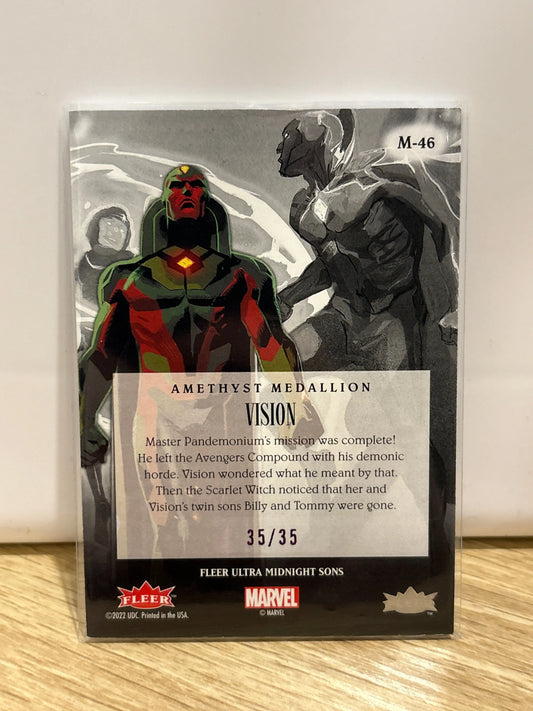 M-46
AMETHYST MEDALLION
VISION
Master Pandemonium's mission was complete!
He left the Avengers Compound with his demonic
horde. Vision wondered what he meant by that.
Then the Scarlet Witch noticed that her and
Vision's twin sons Billy and Tommy were gone.
35/35
FLEER ULTRA MIDNIGHT SONS
FLEER
©2022 UDC. Printed in the USA.
MARVEL
© MARVEL